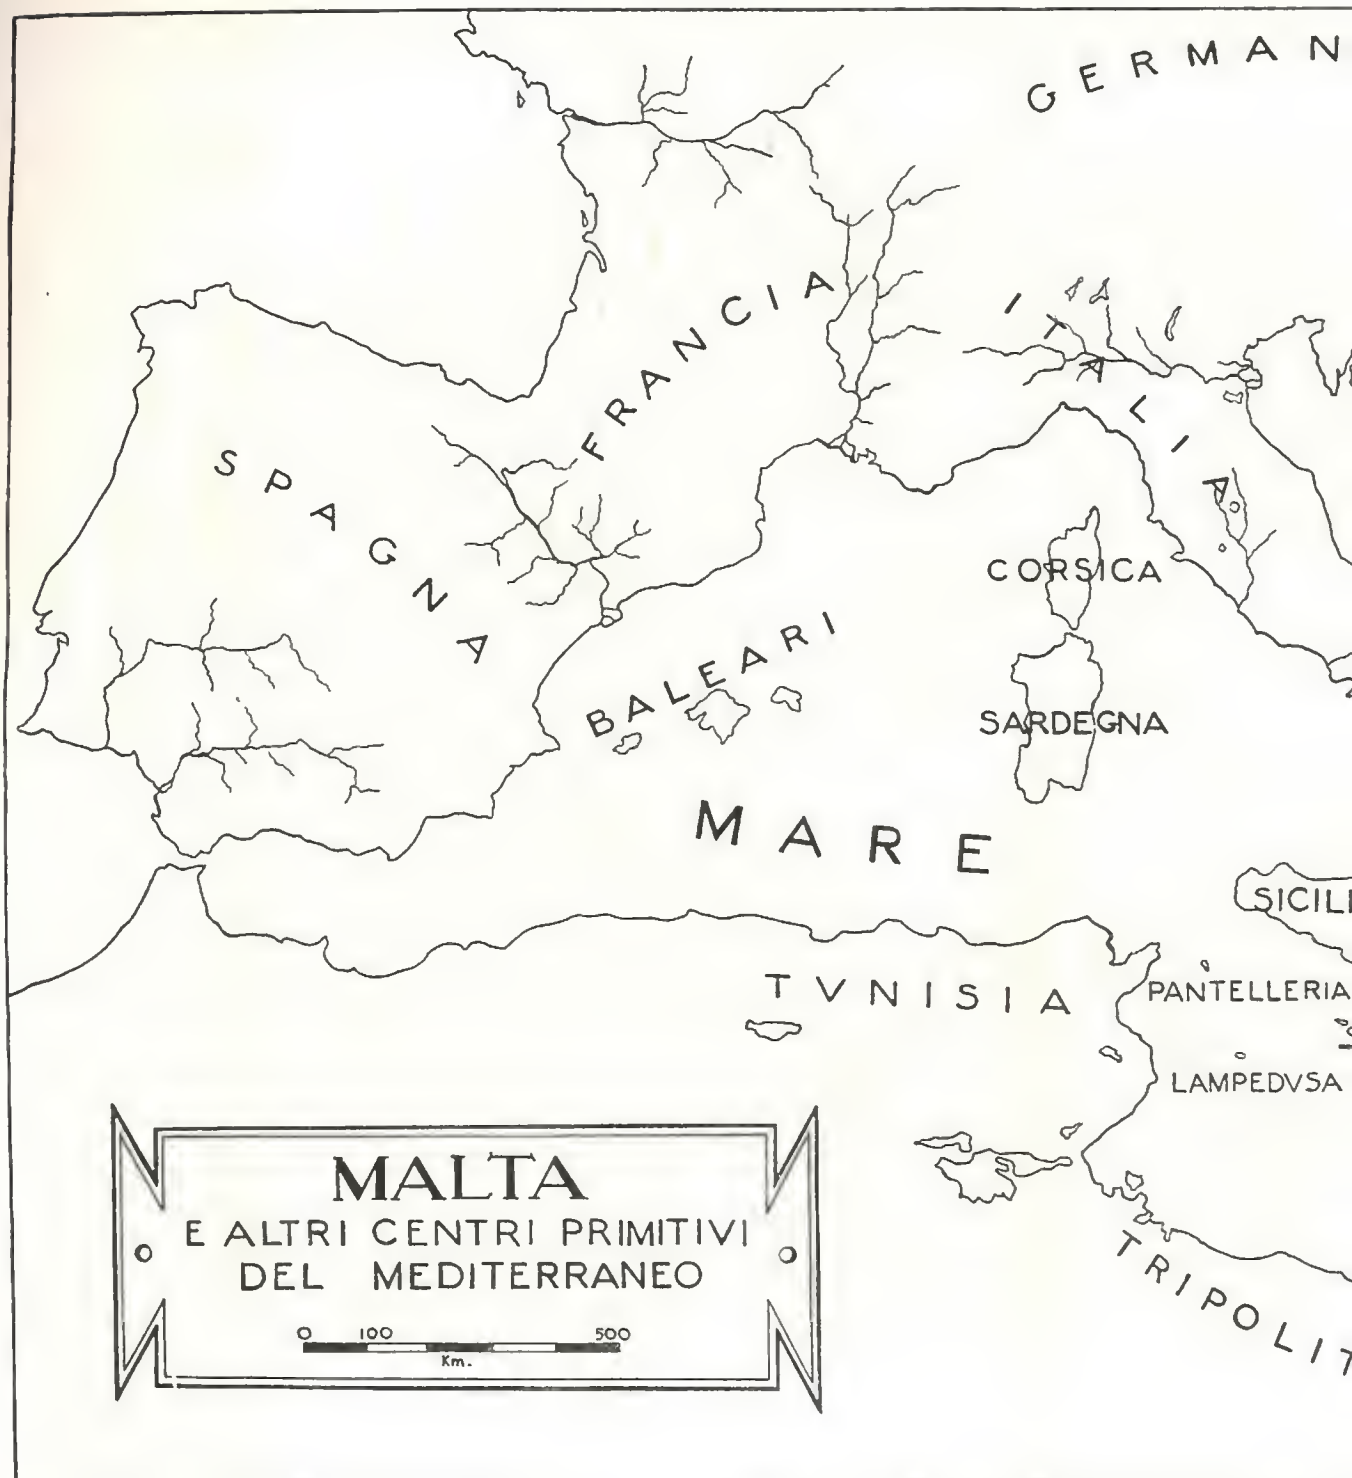 GERMAN
FRANCIA
ITALIA
SPAGNA
CORSICA
BALEARI
SARDEGNA
MARE
SICILI
TVNISIA
PANTELLERIA
LAMPEDVSA
TRIPOLIT
MALTA
E ALTRI CENTRI PRIMITIVI
DEL MEDITERRANEO
0 100 500
Km.